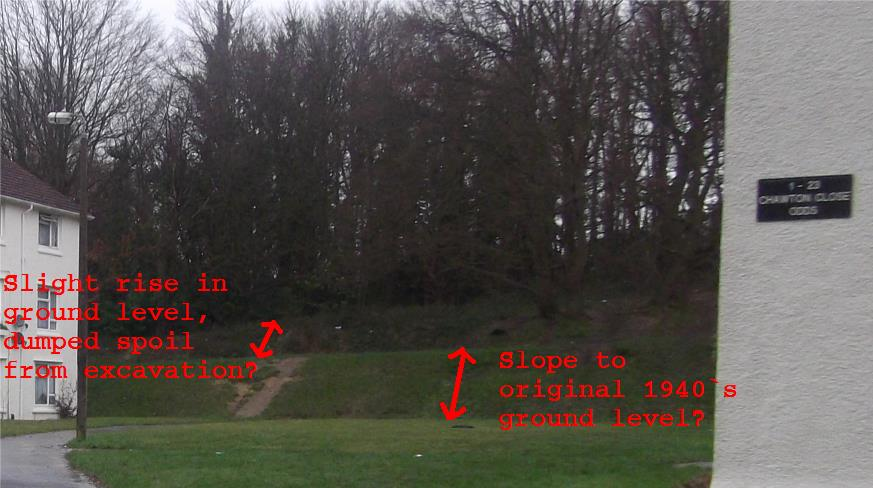 1 - 23
CHAWTON CLOSE
ODDS
Slight rise in
ground level,
dumped spoil
from excavation?
Slope to
original 1940`s
ground level?